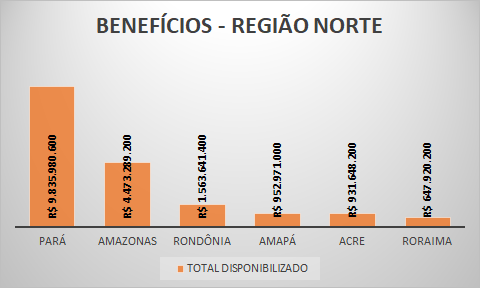 BENEFÍCIOS - REGIÃO NORTE
R$ 9.835.980.600
R$ 4.473.289.200
R$ 1.563.641.400
R$ 952.971.000
R$ 931.648.200
R$ 647.920.200
PARÁ AMAZONAS RONDÔNIA AMAPÁ ACRE RORAIMA
TOTAL DISPONIBILIZADO